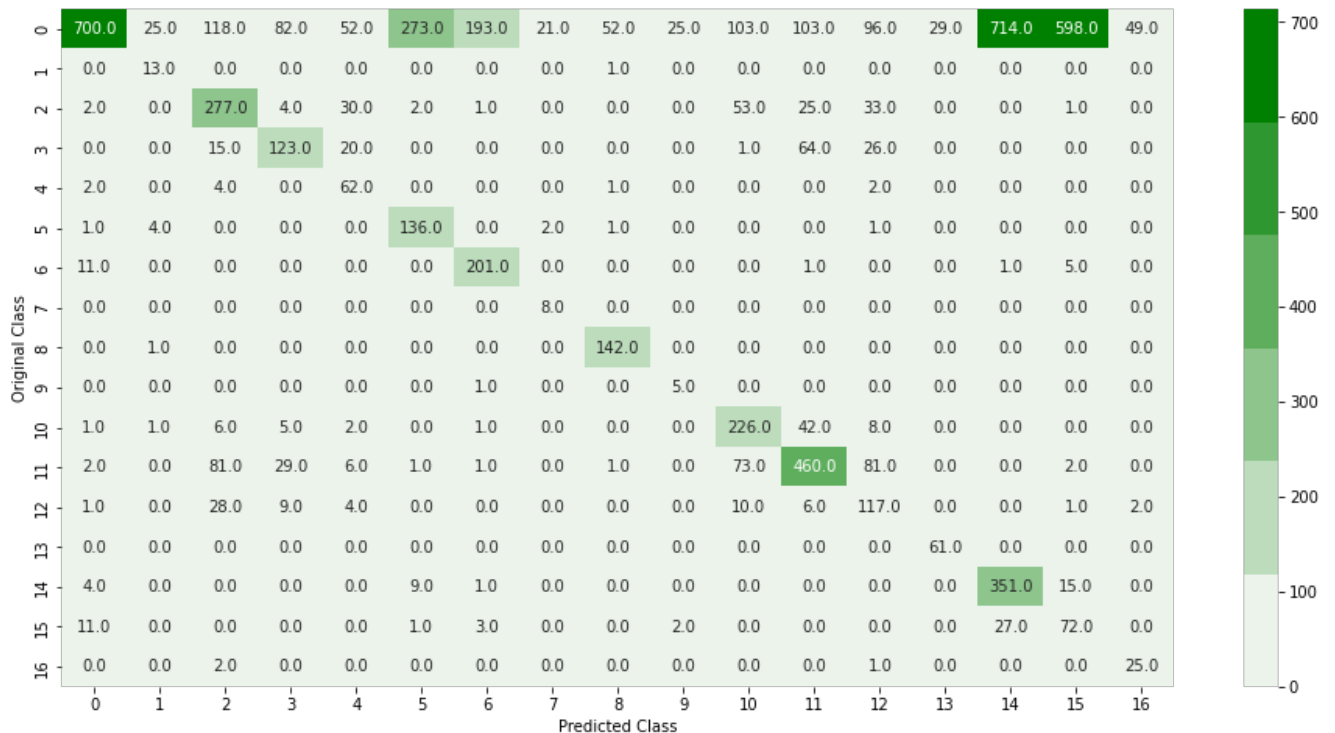 0 700.0 25.0 118.0 82.0 52.0 273.0 193.0 21.0 52.0 25.0 103.0 103.0 96.0 29.0 714.0 598.0 49.0
1 0.0 13.0 0.0 0.0 0.0 0.0 0.0 0.0 1.0 0.0 0.0 0.0 0.0 0.0 0.0 0.0 0.0
2 2.0 0.0 277.0 4.0 30.0 2.0 1.0 0.0 0.0 0.0 53.0 25.0 33.0 0.0 0.0 1.0 0.0
3 0.0 0.0 15.0 123.0 20.0 0.0 0.0 0.0 0.0 0.0 1.0 64.0 26.0 0.0 0.0 0.0 0.0
4 2.0 0.0 4.0 0.0 62.0 0.0 0.0 0.0 1.0 0.0 0.0 0.0 2.0 0.0 0.0 0.0 0.0
5 1.0 4.0 0.0 0.0 0.0 136.0 0.0 2.0 1.0 0.0 0.0 0.0 1.0 0.0 0.0 0.0 0.0
6 11.0 0.0 0.0 0.0 0.0 0.0 201.0 0.0 0.0 0.0 0.0 1.0 0.0 0.0 1.0 5.0 0.0
7 0.0 0.0 0.0 0.0 0.0 0.0 0.0 8.0 0.0 0.0 0.0 0.0 0.0 0.0 0.0 0.0 0.0
8 0.0 1.0 0.0 0.0 0.0 0.0 0.0 0.0 142.0 0.0 0.0 0.0 0.0 0.0 0.0 0.0 0.0
9 0.0 0.0 0.0 0.0 0.0 0.0 1.0 0.0 0.0 5.0 0.0 0.0 0.0 0.0 0.0 0.0 0.0
10 1.0 1.0 6.0 5.0 2.0 0.0 1.0 0.0 0.0 0.0 226.0 42.0 8.0 0.0 0.0 0.0 0.0
11 2.0 0.0 81.0 29.0 6.0 1.0 1.0 0.0 1.0 0.0 73.0 460.0 81.0 0.0 0.0 2.0 0.0
12 1.0 0.0 28.0 9.0 4.0 0.0 0.0 0.0 0.0 0.0 10.0 6.0 117.0 0.0 0.0 1.0 2.0
13 0.0 0.0 0.0 0.0 0.0 0.0 0.0 0.0 0.0 0.0 0.0 0.0 0.0 61.0 0.0 0.0 0.0
14 4.0 0.0 0.0 0.0 0.0 9.0 1.0 0.0 0.0 0.0 0.0 0.0 0.0 0.0 351.0 15.0 0.0
15 11.0 0.0 0.0 0.0 0.0 1.0 3.0 0.0 0.0 2.0 0.0 0.0 0.0 0.0 27.0 72.0 0.0
16 0.0 0.0 2.0 0.0 0.0 0.0 0.0 0.0 0.0 0.0 0.0 0.0 1.0 0.0 0.0 0.0 25.0
0 1 2 3 4 5 6 7 8 9 10 11 12 13 14 15 16
Predicted Class
Original Class
700
600
500
400
300
200
100
0